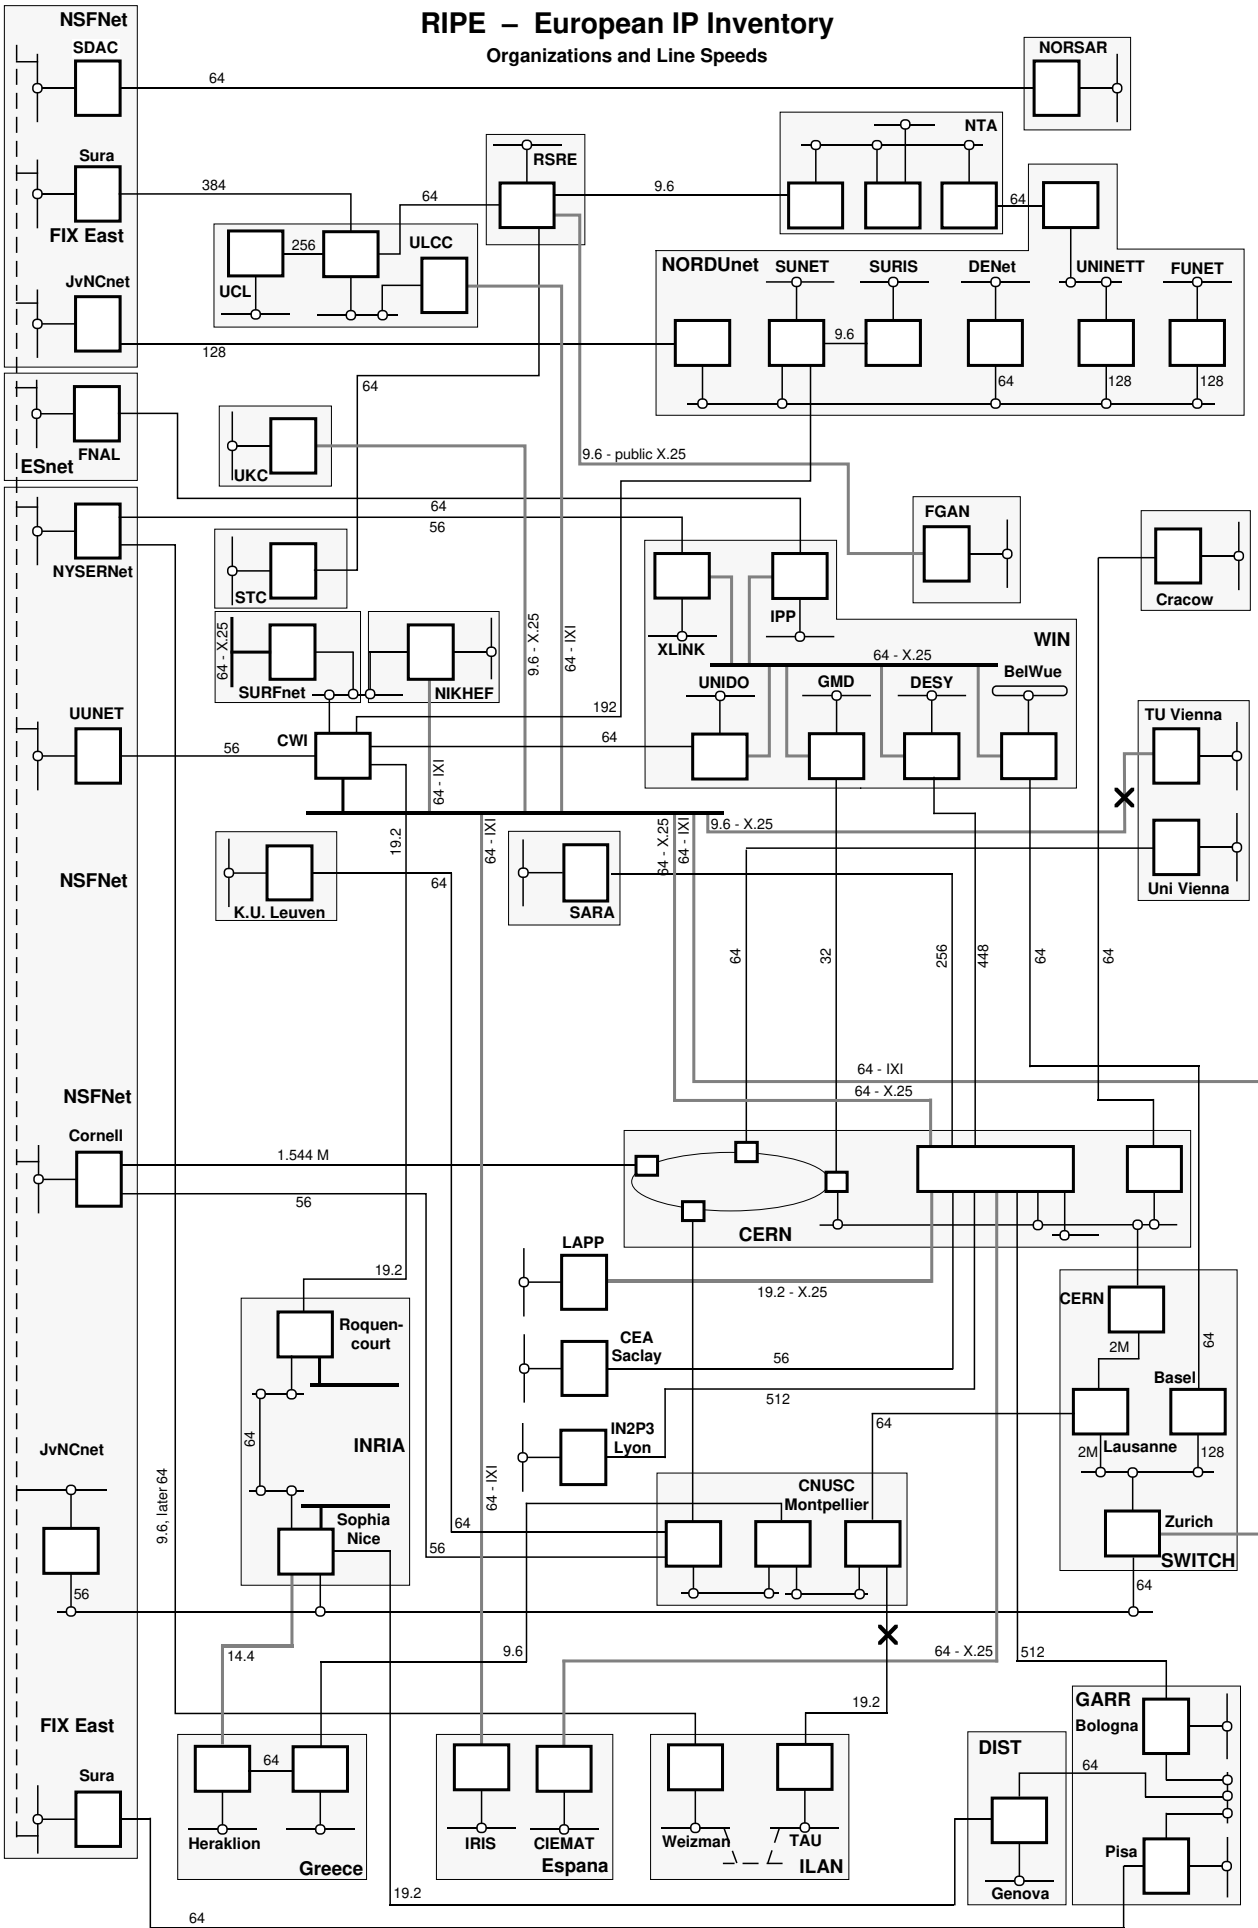 RIPE – European IP Inventory
Organizations and Line Speeds
NSFNet
SDAC
64
NORSAR
NTA
Sura
384
FIX East
RSRE
64
9.6
64
256
ULCC
UCL
JvNCnet
128
NORDUnet
SUNET
SURIS
DENet
UNINETT
FUNET
9.6
64
128
128
64
FNAL
ESnet
UKC
9.6 - public X.25
64
56
NYSERNet
FGAN
Cracow
STC
XLINK
IPP
WIN
64 - X.25
SURFnet
NIKHEF
9.6 - X.25
64 - IXI
64 - X.25
UNIDO
GMD
DESY
BelWue
192
UUNET
56
CWI
64
64 - IXI
TU Vienna
19.2
64 - IXI
64 - X.25
64 - IXI
9.6 - X.25
Uni Vienna
NSFNet
K.U. Leuven
64
SARA
64
32
256
448
64
64
64 - IXI
64 - X.25
NSFNet
Cornell
1.544 M
56
CERN
LAPP
19.2 - X.25
19.2
Roquen-
court
CEA
Saclay
56
512
CERN
2M
64
Basel
64
INRIA
IN2P3
Lyon
64
Lausanne
2M
128
JvNCnet
9.6, later 64
64 - IXI
CNUSC
Montpellier
Sophia
Nice
64
56
Zurich
SWITCH
56
64
14.4
9.6
64 - X.25
512
19.2
FIX East
GARR
Bologna
DIST
64
Sura
64
Heraklion
Greece
IRIS
CIEMAT
Espana
Weizman
TAU
ILAN
Pisa
Genova
19.2
64